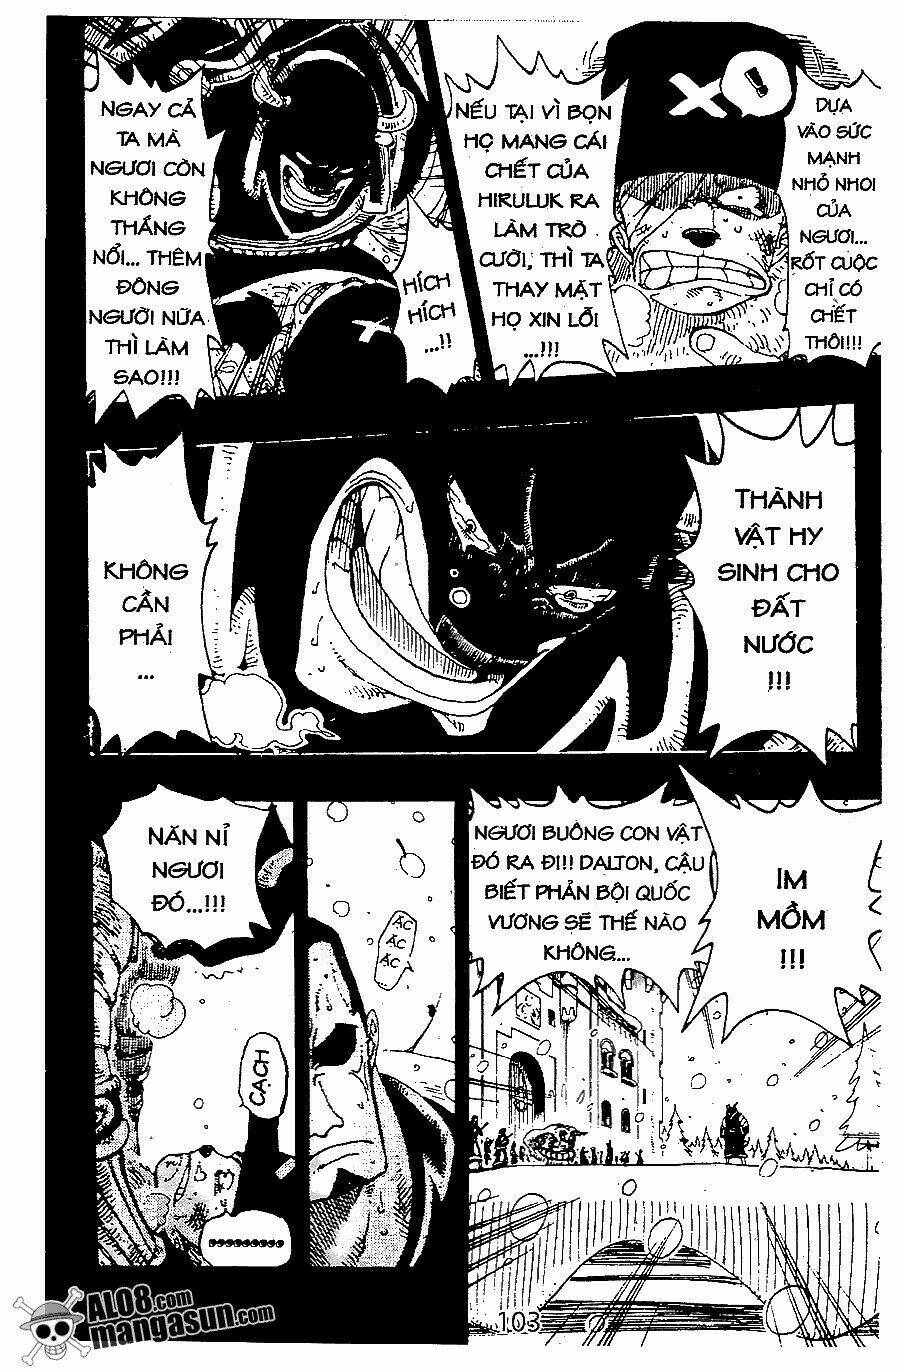 DỰA
VÀO SỨC
MẠNH
NHỎ NHOI
CỦA
NGƯƠI...
RỐT CUỘC
CHỈ CÓ
CHẾT
THÔI!!!
NẾU TẠI VÌ BỌN
HỌ MANG CÁI
CHẾT CỦA
HIRULUK RA
LÀM TRÒ
CƯỜI, THÌ TA
THAY MẶT
HỌ XIN LỖI
...!!!
HÍCH
HÍCH
...!!
NGAY CẢ
TA MÀ
NGƯƠI CÒN
KHÔNG
THẮNG
NỔI... THÊM
ĐÔNG
NGƯỜI NỮA
THÌ LÀM
SAO!!!
THÀNH
VẬT HY
SINH CHO
ĐẤT
NƯỚC
!!!
KHÔNG
CẦN
PHẢI
...
IM
MỒM
!!!
NGƯƠI BUÔNG CON VẬT
ĐÓ RA ĐI!!! DALTON, CẬU
BIẾT PHẢN BỘI QUỐC
VƯƠNG SẼ THẾ NÀO
KHÔNG...
ẶC
ẶC
ẶC
NĂN NỈ
NGƯƠI
ĐÓ...!!!
CẠCH
..........
103
ALO8.com
mangasun.com